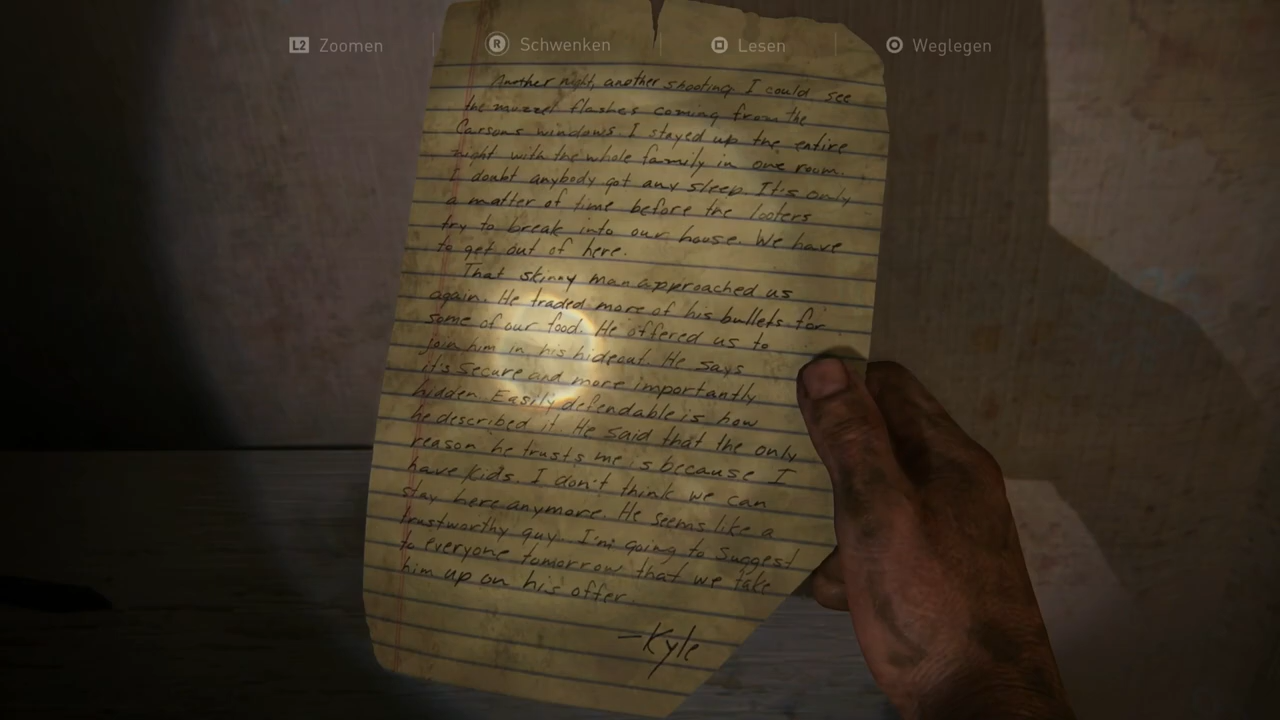 L2 Zoomen
R Schwenken
Lesen
Weglegen
Another night, another shooting. I could see
the muzzel flashes coming from the
Carsons windows. I stayed up the entire
night with the whole family in one room.
I doubt anybody got any sleep. It's only
a matter of time before the looters
try to break into our house. We have
to get out of here.
That skinny man approached us
again. He traded more of his bullets for
some of our food. He offered us to
join him in his hideout. He says
it's secure and more importantly
hidden. Easily defendable is how
he described it. He said that the only
reason he trusts me is because I
have kids. I don't think we can
stay here anymore. He seems like a
trustworthy guy. I'm going to suggest
to everyone tomorrow that we take
him up on his offer.
—Kyle